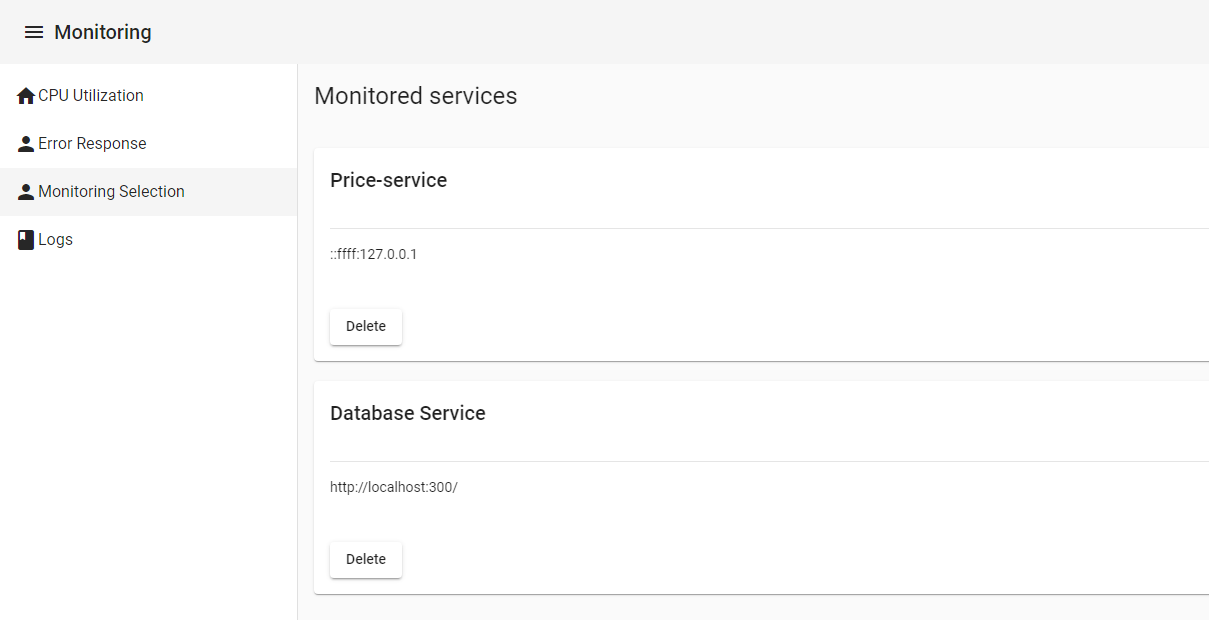 Monitoring
CPU Utilization
Error Response
Monitoring Selection
Logs
Monitored services
Price-service
::ffff:127.0.0.1
Delete
Database Service
http://localhost:300/
Delete